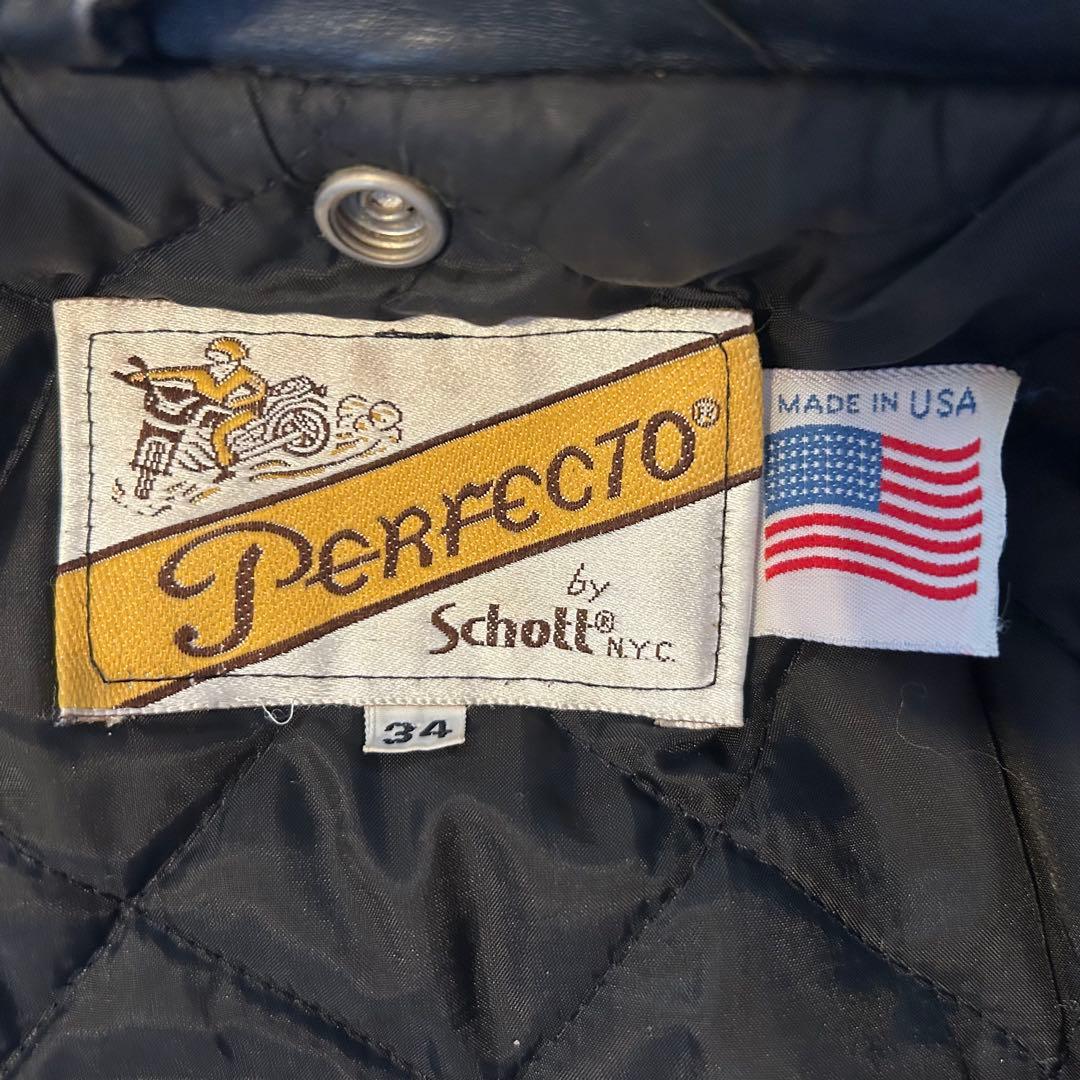 PERFECTO®
by
Schott® N.Y.C.
34
MADE IN USA